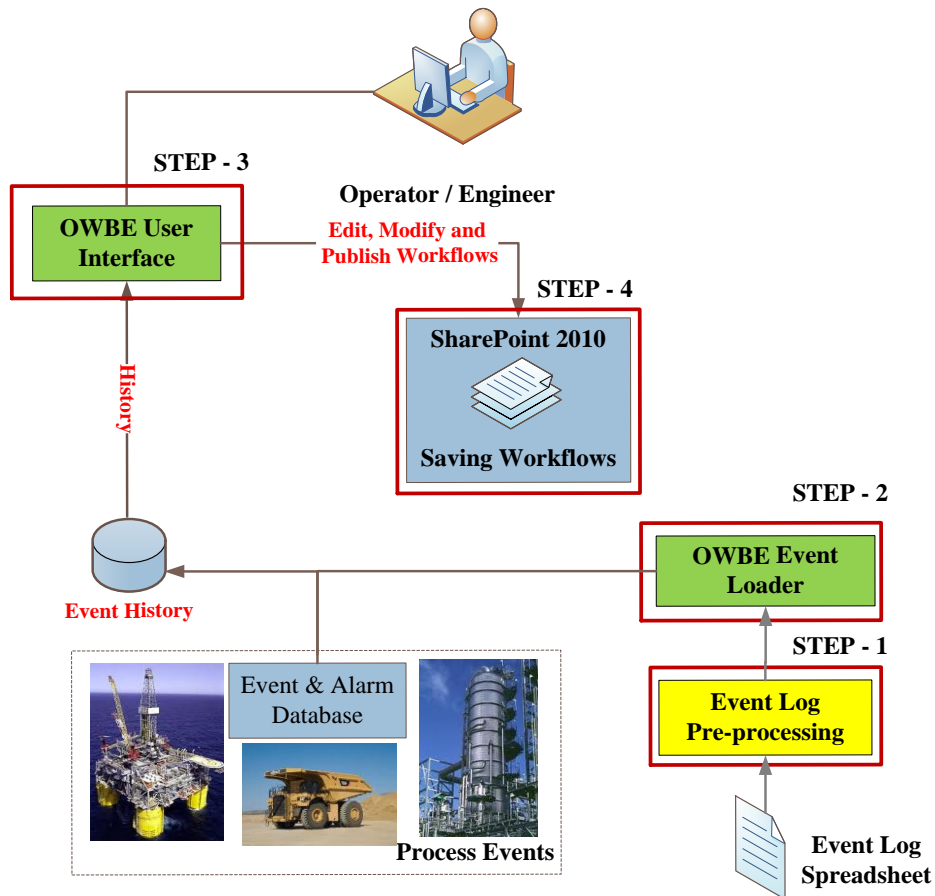 STEP - 3
Operator / Engineer
OWBE User
Interface
Edit, Modify and
Publish Workflows
STEP - 4
SharePoint 2010
Saving Workflows
History
STEP - 2
OWBE Event
Loader
Event History
STEP - 1
Event & Alarm
Database
Event Log
Pre-processing
Process Events
Event Log
Spreadsheet